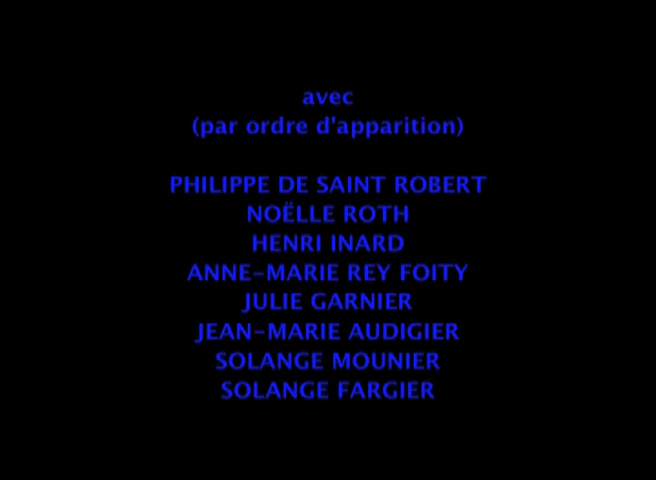 avec
(par ordre d'apparition)
PHILIPPE DE SAINT ROBERT
NOËLLE ROTH
HENRI INARD
ANNE-MARIE REY FOITY
JULIE GARNIER
JEAN-MARIE AUDIGIER
SOLANGE MOUNIER
SOLANGE FARGIER